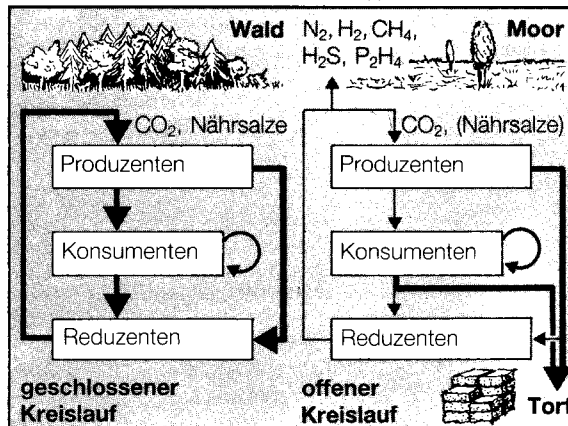 Wald
CO₂, Nährsalze
Produzenten
Konsumenten
Reduzenten
geschlossener
Kreislauf
N₂, H₂, CH₄,
H₂S, P₂H₄
Moor
CO₂, (Nährsalze)
Produzenten
Konsumenten
Reduzenten
offener
Kreislauf
Torf